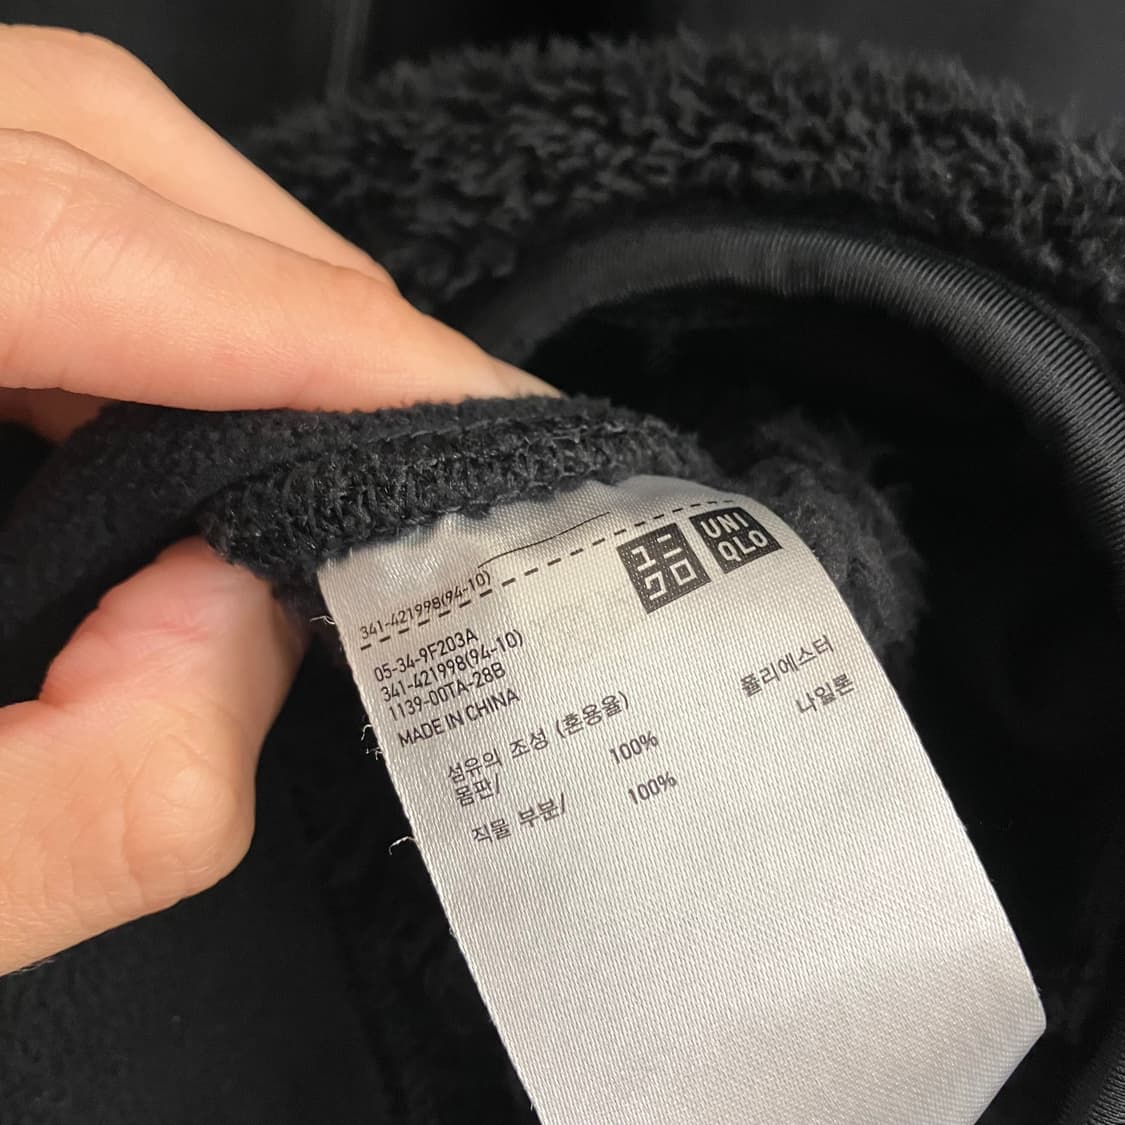 341-421998(94-10)
ユニ
クロ
UNI
QLO
05-34-9F203A
341-421998(94-10)
1139-00TA-28B
MADE IN CHINA
섬유의 조성 (혼용율)
몸판/ 100% 폴리에스터
직물 부분/ 100% 나일론